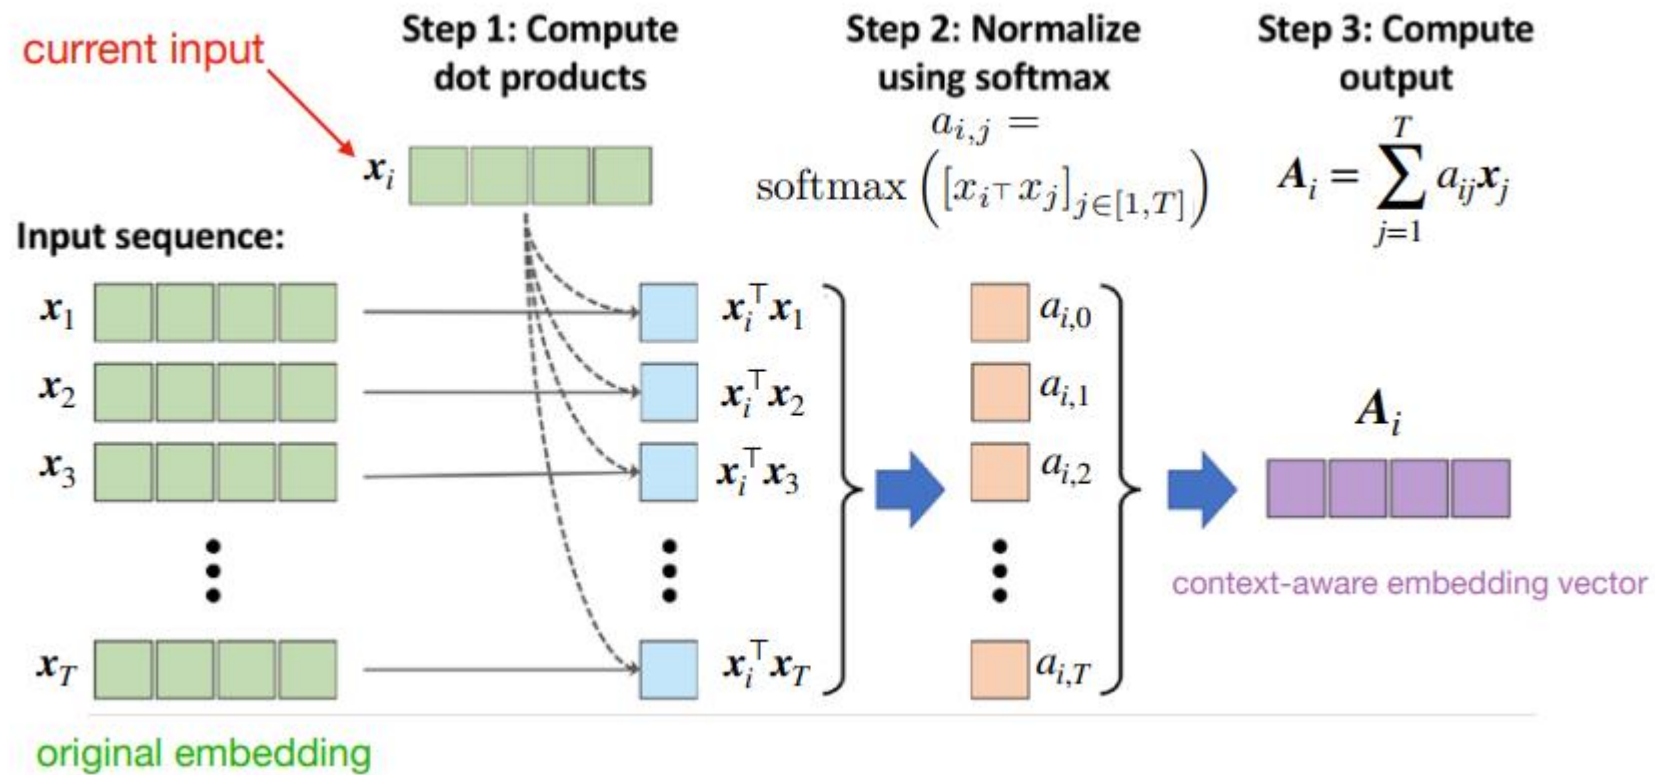 current input
Step 1: Compute
dot products
Step 2: Normalize
using softmax
Step 3: Compute
output
x_i
a_{i,j} =
softmax ([x_{i^⊤} x_j]_{j∈[1,T]})
A_i = \sum_{j=1}^{T} a_{ij} x_j
Input sequence:
x_1
x_i^⊤ x_1
a_{i,0}
x_2
x_i^⊤ x_2
a_{i,1}
x_3
x_i^⊤ x_3
a_{i,2}
A_i
context-aware embedding vector
x_T
x_i^⊤ x_T
a_{i,T}
original embedding